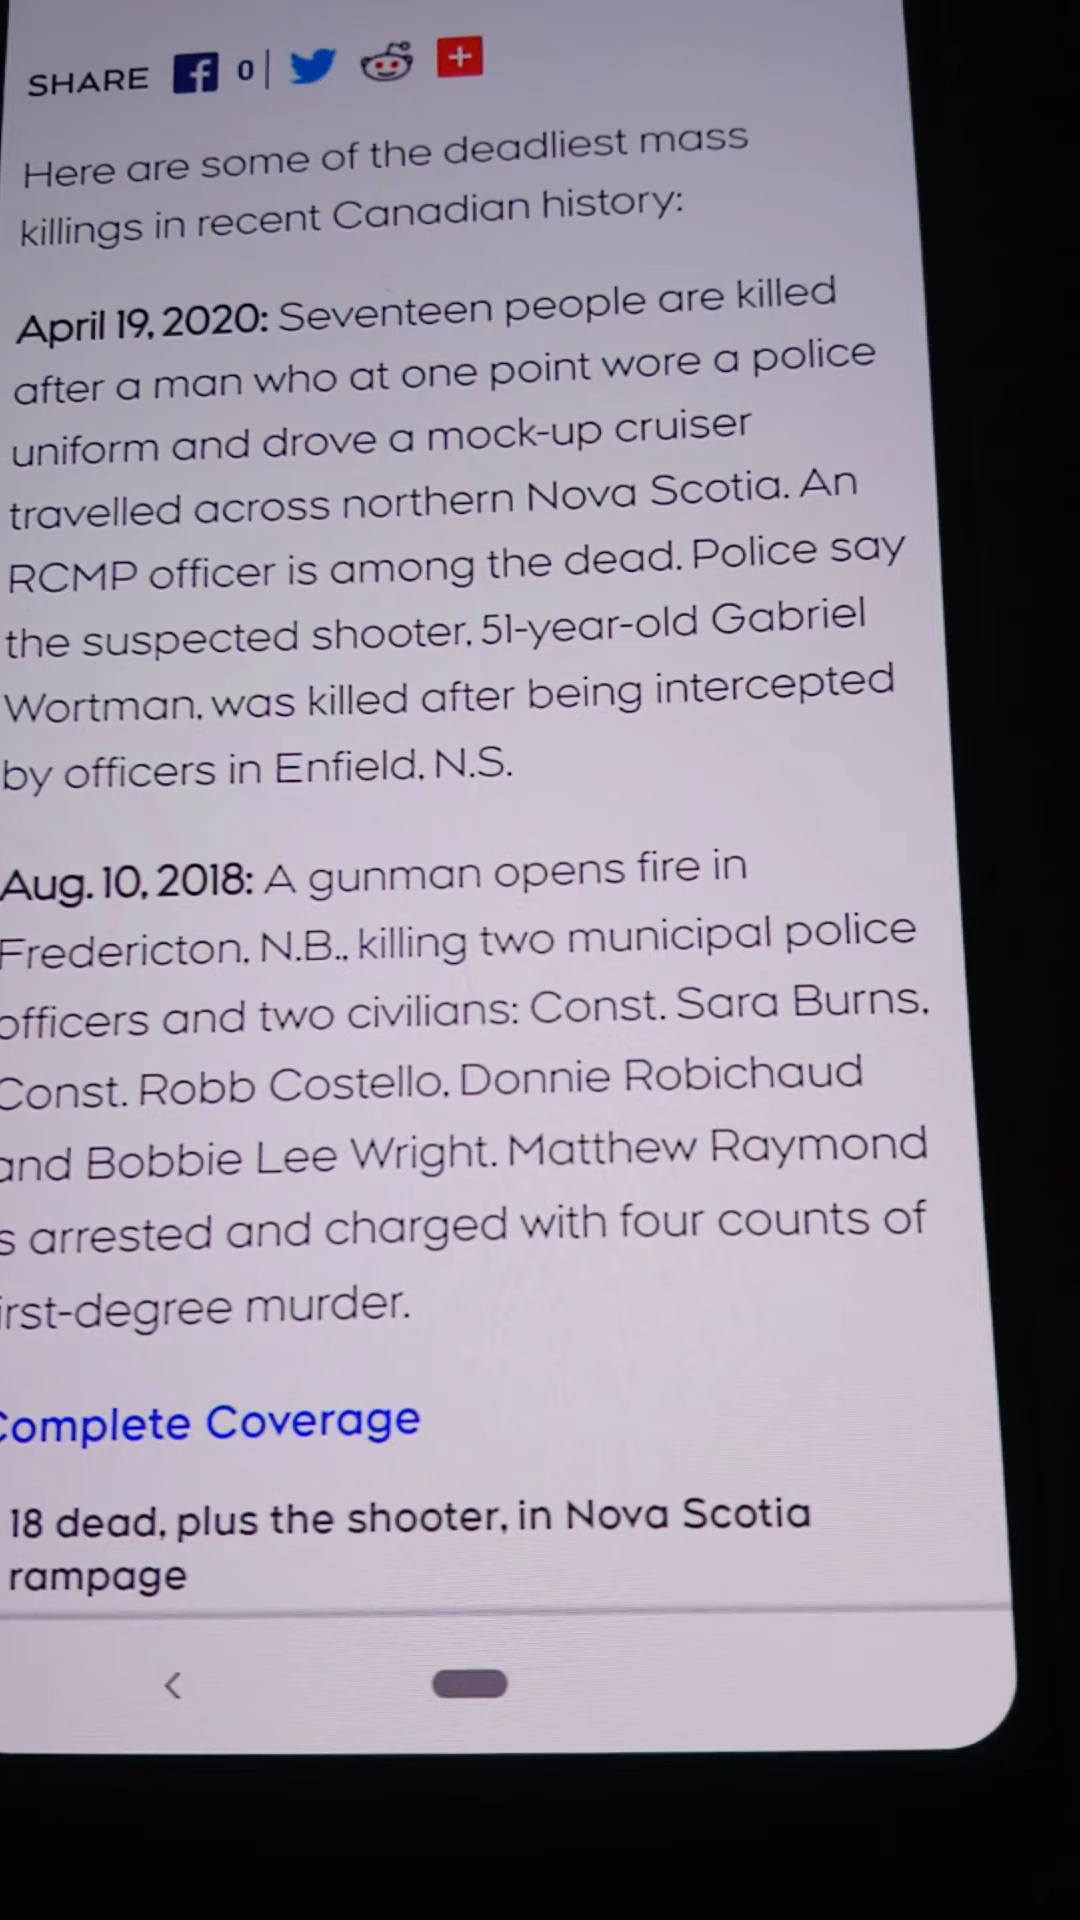 SHARE f 0 |
Here are some of the deadliest mass
killings in recent Canadian history:
April 19, 2020: Seventeen people are killed
after a man who at one point wore a police
uniform and drove a mock-up cruiser
travelled across northern Nova Scotia. An
RCMP officer is among the dead. Police say
the suspected shooter, 51-year-old Gabriel
Wortman, was killed after being intercepted
by officers in Enfield, N.S.
Aug. 10, 2018: A gunman opens fire in
Fredericton, N.B., killing two municipal police
officers and two civilians: Const. Sara Burns,
Const. Robb Costello, Donnie Robichaud
and Bobbie Lee Wright. Matthew Raymond
s arrested and charged with four counts of
irst-degree murder.
Complete Coverage
18 dead, plus the shooter, in Nova Scotia
rampage